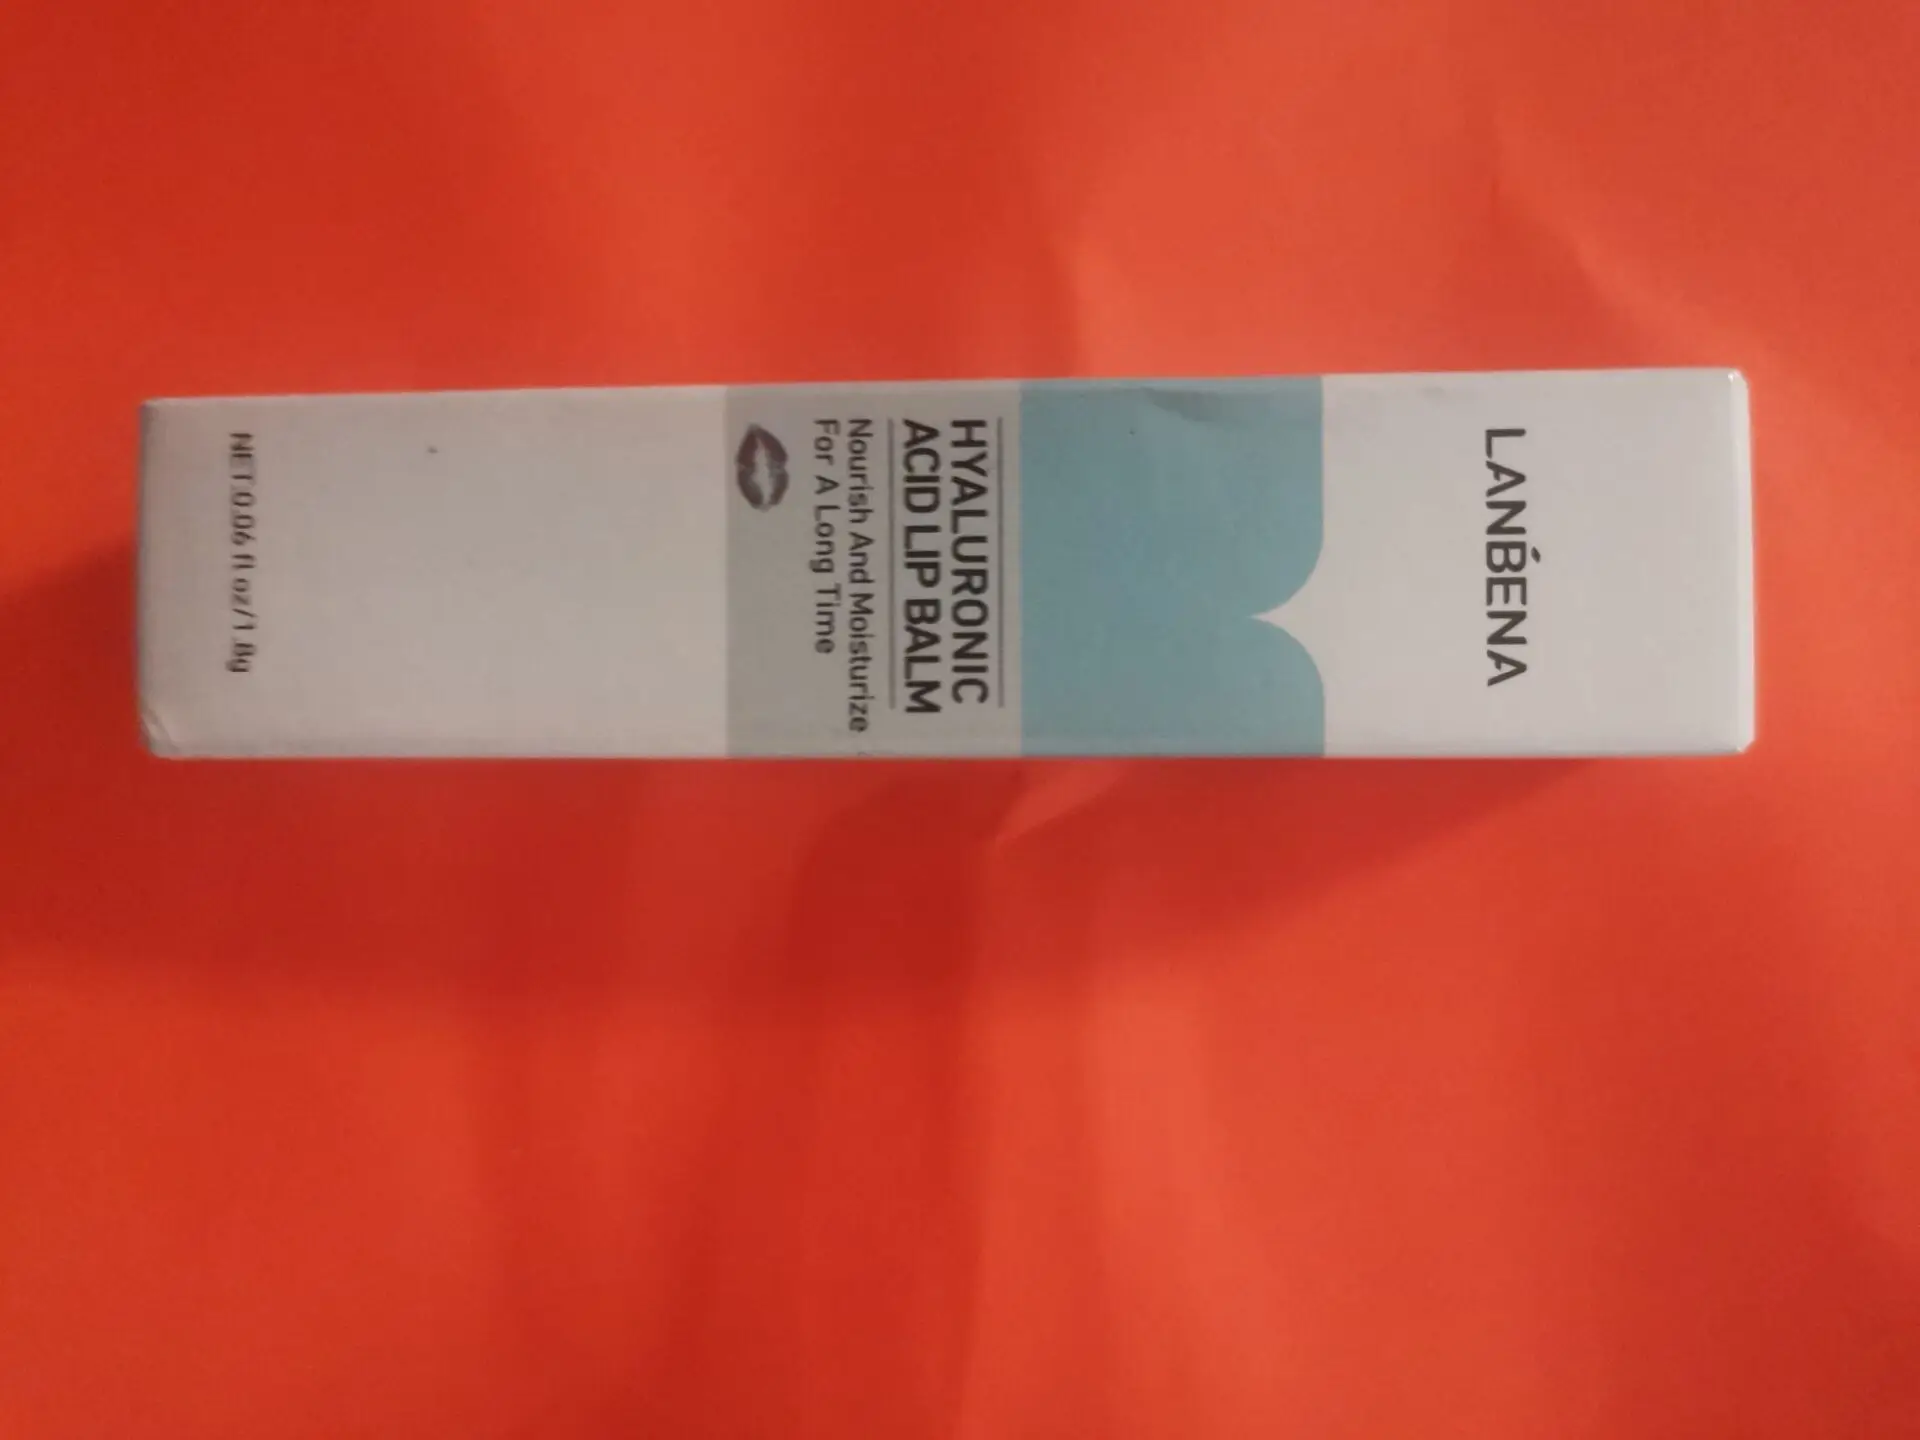 LANBÉNA
HYALURONIC
ACID LIP BALM
Nourish And Moisturize
For A Long Time
NET:0.06 fl oz/1.8g